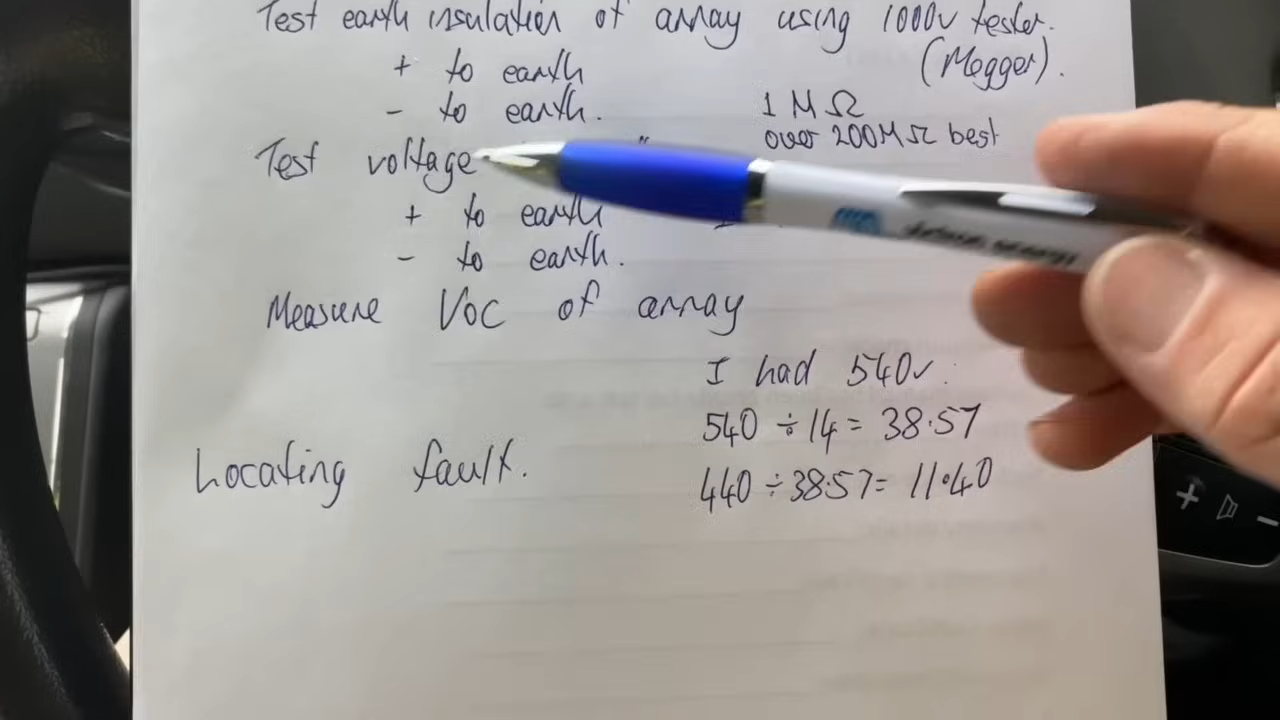 Test earth insulation of array using 1000v tester.
(Megger).
+ to earth
- to earth.
1 M Ω
over 200MΩ best
Test voltage "
+ to earth
- to earth.
Measure Voc of array
I had 540v.
540 ÷ 14 = 38.57
440 ÷ 38.57 = 11.40
Locating fault.